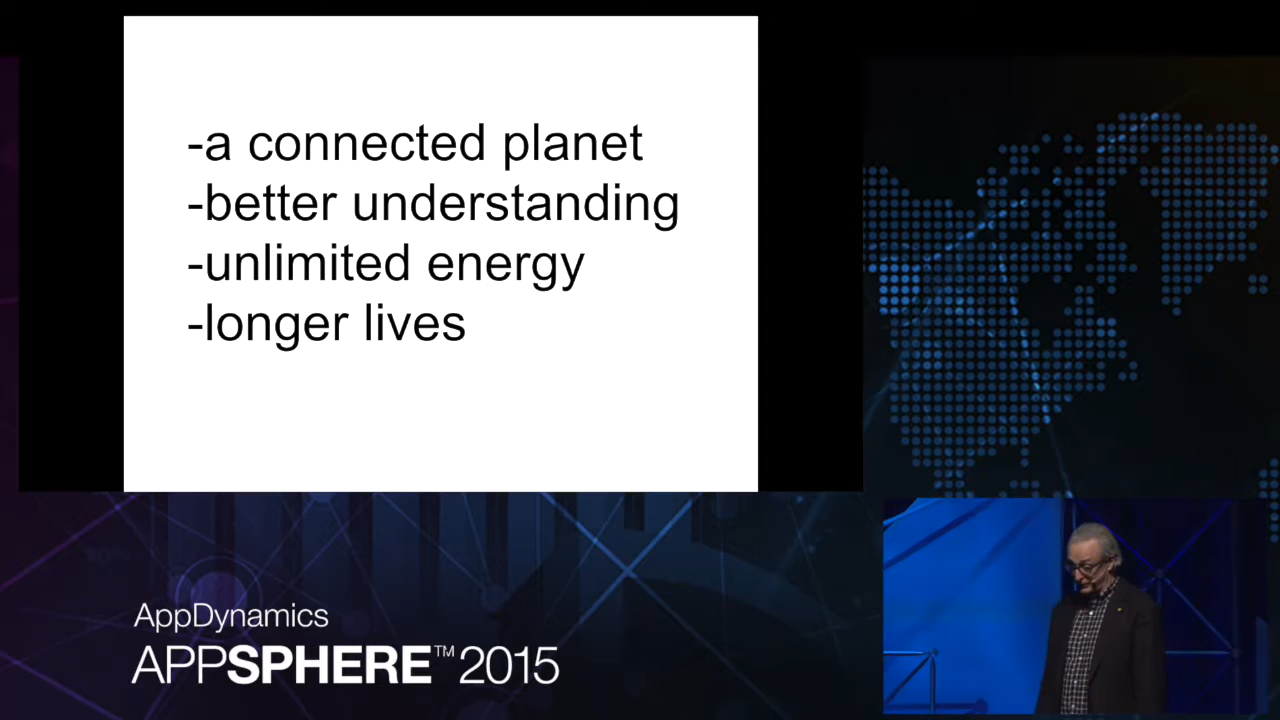 -a connected planet
-better understanding
-unlimited energy
-longer lives
AppDynamics
APPSPHERE™ 2015